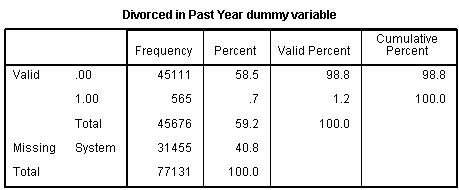 Divorced in Past Year dummy variable
Frequency Percent Valid Percent Cumulative Percent
Valid .00 45111 58.5 98.8 98.8
1.00 565 .7 1.2 100.0
Total 45676 59.2 100.0
Missing System 31455 40.8
Total 77131 100.0